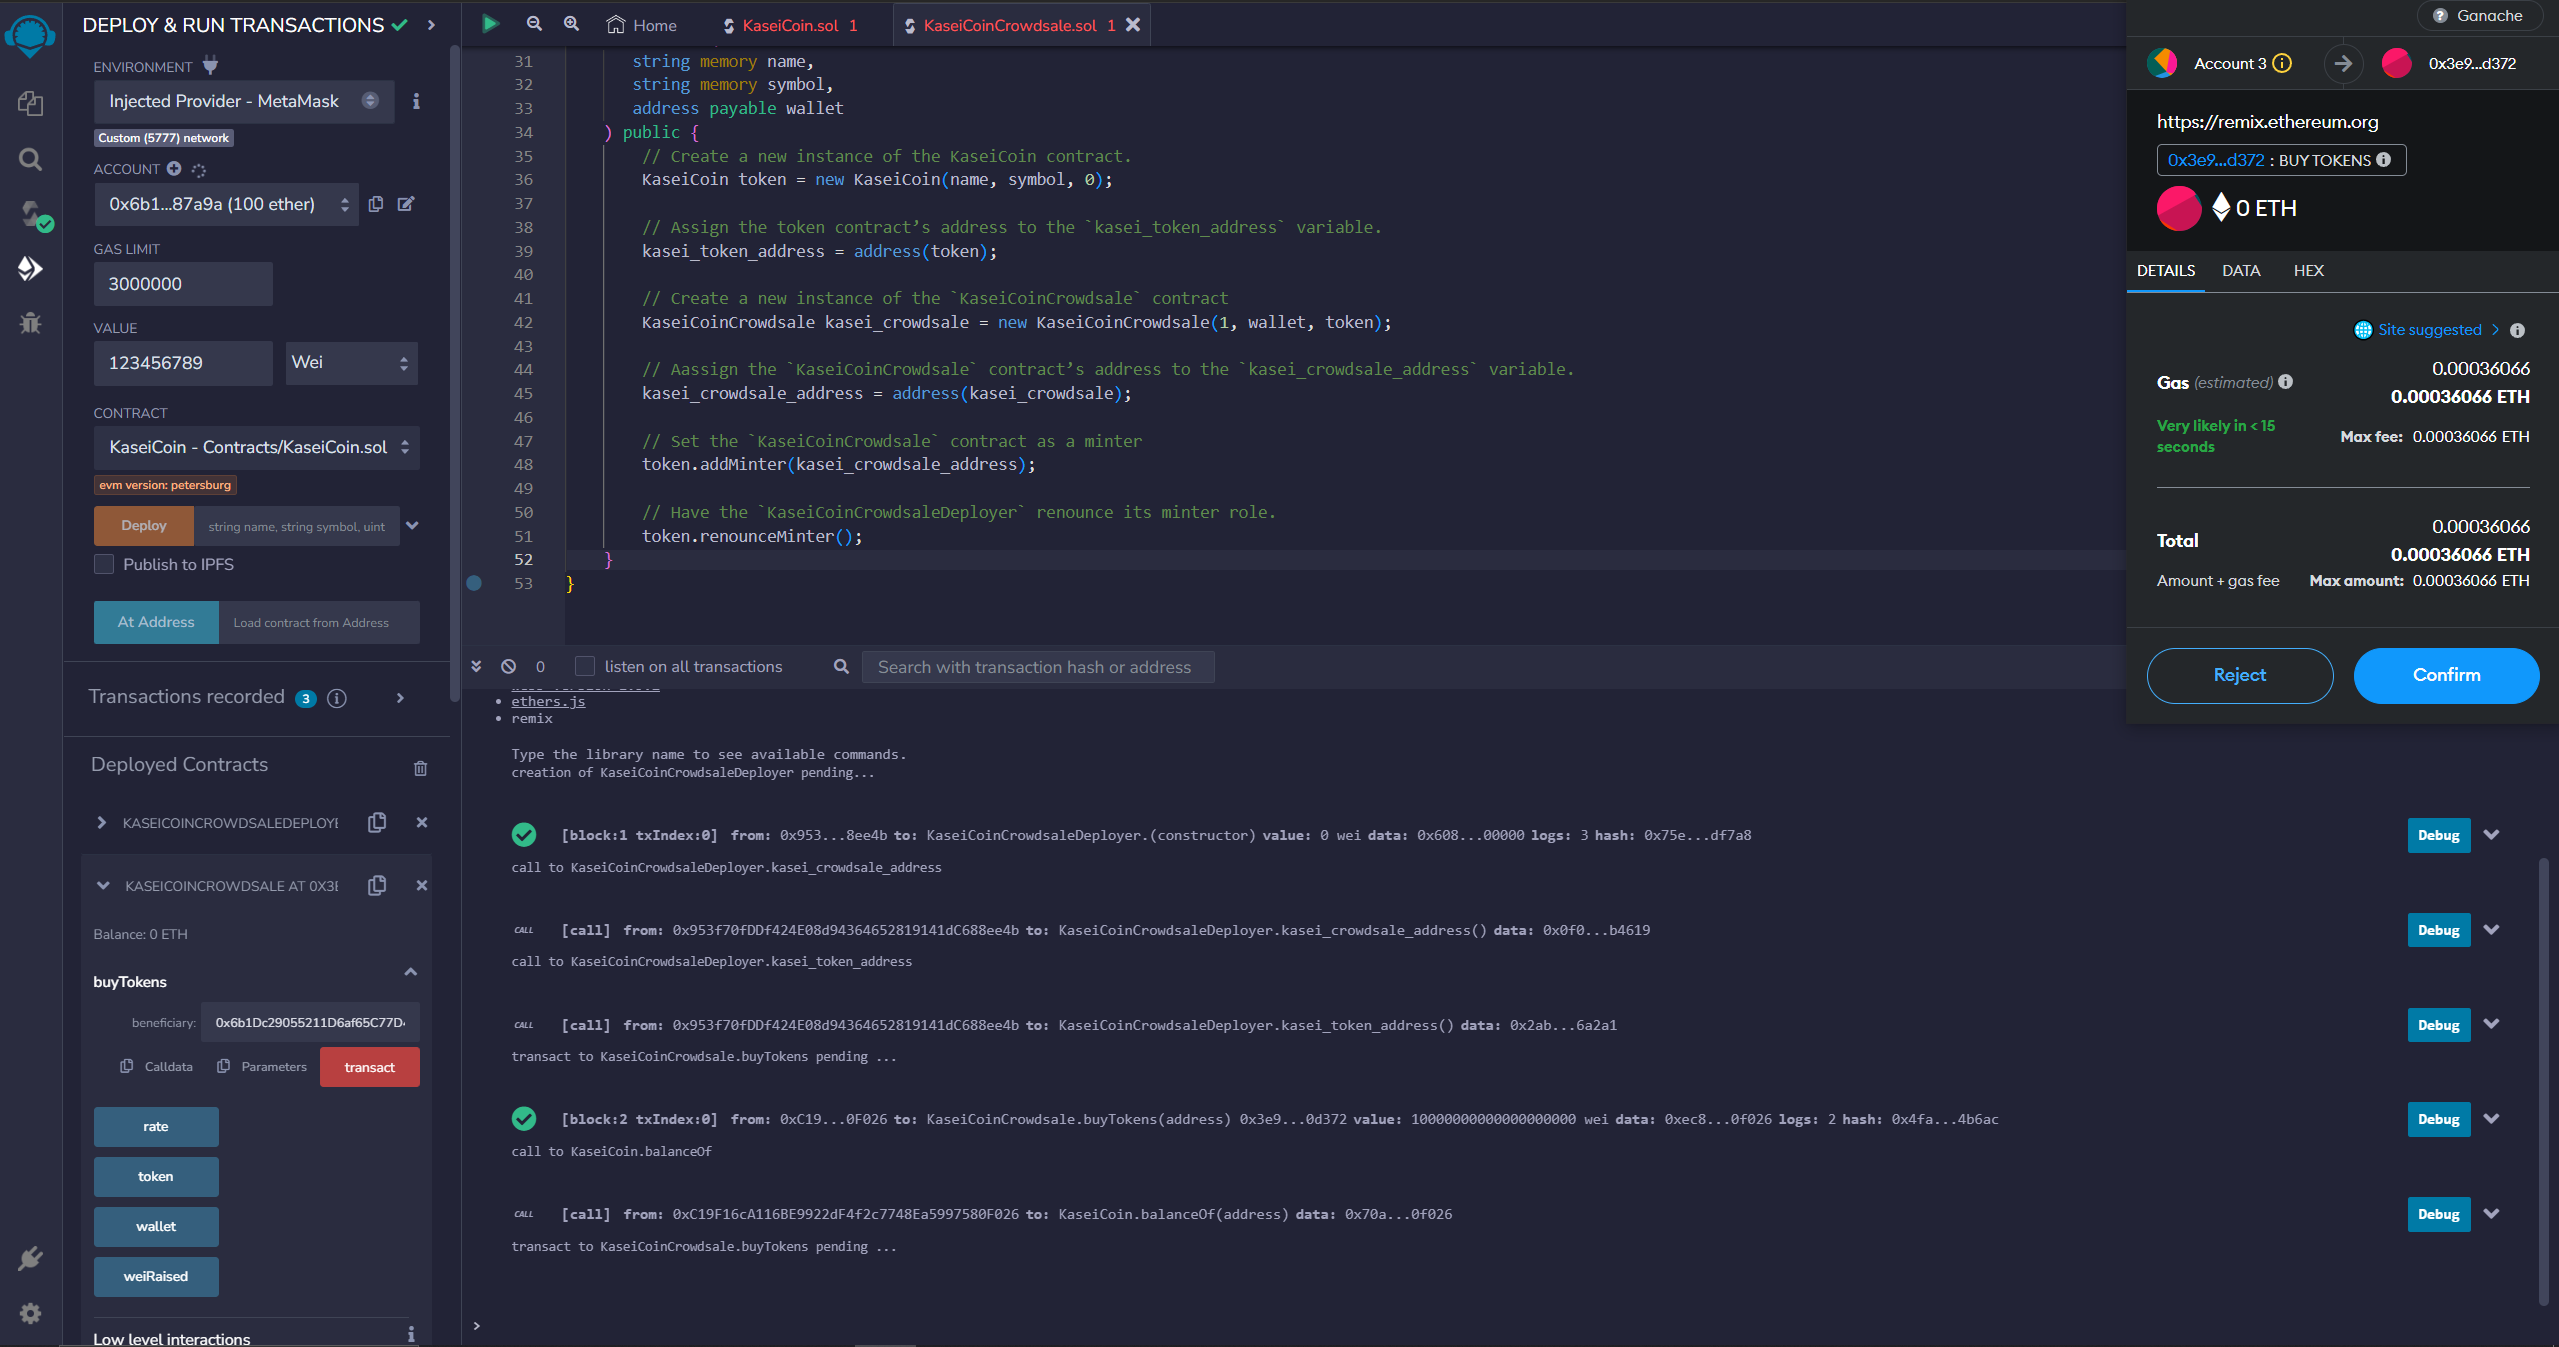 DEPLOY & RUN TRANSACTIONS
ENVIRONMENT
Injected Provider - MetaMask
Custom (5777) network
ACCOUNT
0x6b1...87a9a (100 ether)
GAS LIMIT
3000000
VALUE
123456789
Wei
CONTRACT
KaseiCoin - Contracts/KaseiCoin.sol
evm version: petersburg
Deploy
string name, string symbol, uint
Publish to IPFS
At Address
Load contract from Address
Transactions recorded 3
Deployed Contracts
KASEICOINCROWDSALEDEPLOYE
KASEICOINCROWDSALE AT 0X3E
Balance: 0 ETH
buyTokens
beneficiary:
0x6b1Dc29055211D6af65C77D
Calldata
Parameters
transact
rate
token
wallet
weiRaised
Low level interactions
Home
KaseiCoin.sol 1
KaseiCoinCrowdsale.sol 1
31 string memory name,
32 string memory symbol,
33 address payable wallet
34 ) public {
35 // Create a new instance of the KaseiCoin contract.
36 KaseiCoin token = new KaseiCoin(name, symbol, 0);
37
38 // Assign the token contract’s address to the `kasei_token_address` variable.
39 kasei_token_address = address(token);
40
41 // Create a new instance of the `KaseiCoinCrowdsale` contract
42 KaseiCoinCrowdsale kasei_crowdsale = new KaseiCoinCrowdsale(1, wallet, token);
43
44 // Aassign the `KaseiCoinCrowdsale` contract’s address to the `kasei_crowdsale_address` variable.
45 kasei_crowdsale_address = address(kasei_crowdsale);
46
47 // Set the `KaseiCoinCrowdsale` contract as a minter
48 token.addMinter(kasei_crowdsale_address);
49
50 // Have the `KaseiCoinCrowdsaleDeployer` renounce its minter role.
51 token.renounceMinter();
52 }
53 }
0
listen on all transactions
Search with transaction hash or address
• ethers.js
• remix
Type the library name to see available commands.
creation of KaseiCoinCrowdsaleDeployer pending...
[block:1 txIndex:0] from: 0x953...8ee4b to: KaseiCoinCrowdsaleDeployer.(constructor) value: 0 wei data: 0x608...00000 logs: 3 hash: 0x75e...df7a8
Debug
call to KaseiCoinCrowdsaleDeployer.kasei_crowdsale_address
CALL [call] from: 0x953f70fDDf424E08d94364652819141dC688ee4b to: KaseiCoinCrowdsaleDeployer.kasei_crowdsale_address() data: 0x0f0...b4619
Debug
call to KaseiCoinCrowdsaleDeployer.kasei_token_address
CALL [call] from: 0x953f70fDDf424E08d94364652819141dC688ee4b to: KaseiCoinCrowdsaleDeployer.kasei_token_address() data: 0x2ab...6a2a1
Debug
transact to KaseiCoinCrowdsale.buyTokens pending ...
[block:2 txIndex:0] from: 0xC19...0F026 to: KaseiCoinCrowdsale.buyTokens(address) 0x3e9...0d372 value: 10000000000000000000 wei data: 0xec8...0f026 logs: 2 hash: 0x4fa...4b6ac
Debug
call to KaseiCoin.balanceOf
CALL [call] from: 0xC19F16cA116BE9922dF4f2c7748Ea5997580F026 to: KaseiCoin.balanceOf(address) data: 0x70a...0f026
Debug
transact to KaseiCoinCrowdsale.buyTokens pending ...
>
Ganache
Account 3
0x3e9...d372
https://remix.ethereum.org
0x3e9...d372 : BUY TOKENS
0 ETH
DETAILS
DATA
HEX
Site suggested >
0.00036066
Gas (estimated)
0.00036066 ETH
Very likely in < 15 seconds
Max fee: 0.00036066 ETH
0.00036066
Total
0.00036066 ETH
Amount + gas fee
Max amount: 0.00036066 ETH
Reject
Confirm